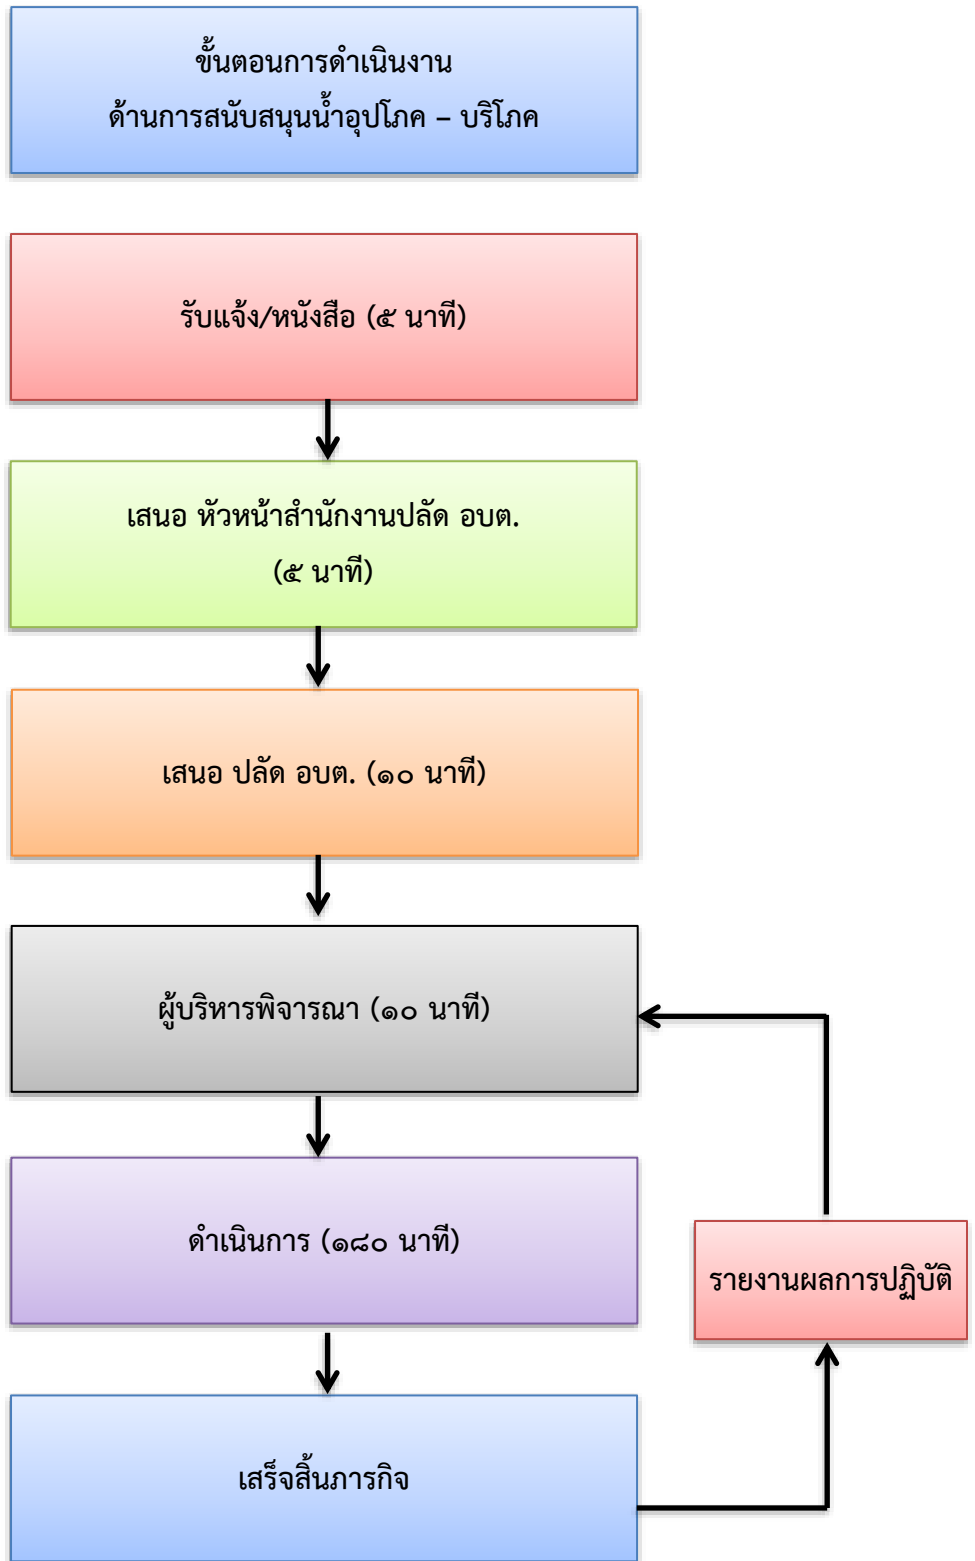 ขั้นตอนการดำเนินงาน
ด้านการสนับสนุนน้ำอุปโภค – บริโภค
รับแจ้ง/หนังสือ (๕ นาที)
เสนอ หัวหน้าสำนักงานปลัด อบต.
(๕ นาที)
เสนอ ปลัด อบต. (๑๐ นาที)
ผู้บริหารพิจารณา (๑๐ นาที)
ดำเนินการ (๑๘๐ นาที)
รายงานผลการปฏิบัติ
เสร็จสิ้นภารกิจ